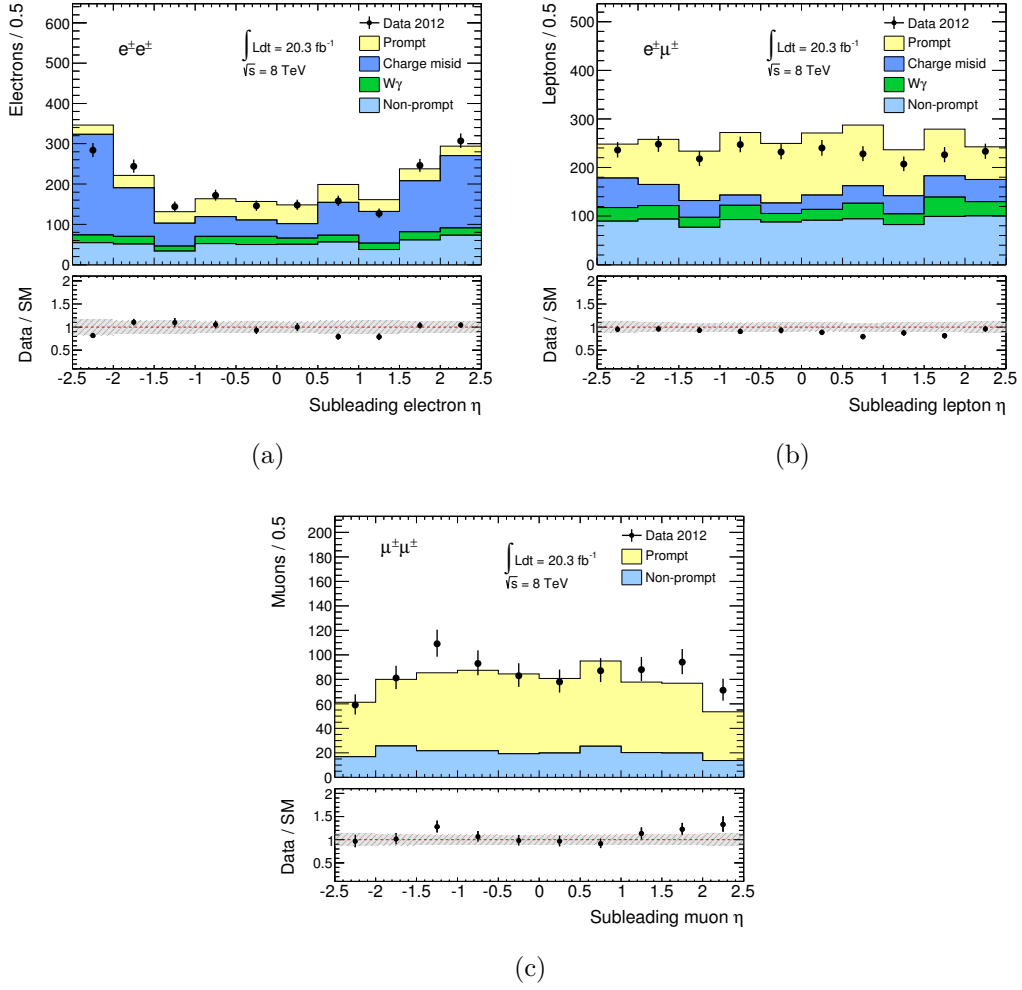 Electrons / 0.5
600
500
400
300
200
100
0
e±e±
∫ Ldt = 20.3 fb⁻¹
√s = 8 TeV
Data 2012
Prompt
Charge misid
Wγ
Non-prompt
Data / SM
2
1.5
1
0.5
-2.5 -2 -1.5 -1 -0.5 0 0.5 1 1.5 2 2.5
Subleading electron η
(a)
Leptons / 0.5
500
400
300
200
100
0
e±μ±
∫ Ldt = 20.3 fb⁻¹
√s = 8 TeV
Data 2012
Prompt
Charge misid
Wγ
Non-prompt
Data / SM
2
1.5
1
0.5
-2.5 -2 -1.5 -1 -0.5 0 0.5 1 1.5 2 2.5
Subleading lepton η
(b)
Muons / 0.5
200
180
160
140
120
100
80
60
40
20
0
μ±μ±
∫ Ldt = 20.3 fb⁻¹
√s = 8 TeV
Data 2012
Prompt
Non-prompt
Data / SM
2
1.5
1
0.5
-2.5 -2 -1.5 -1 -0.5 0 0.5 1 1.5 2 2.5
Subleading muon η
(c)